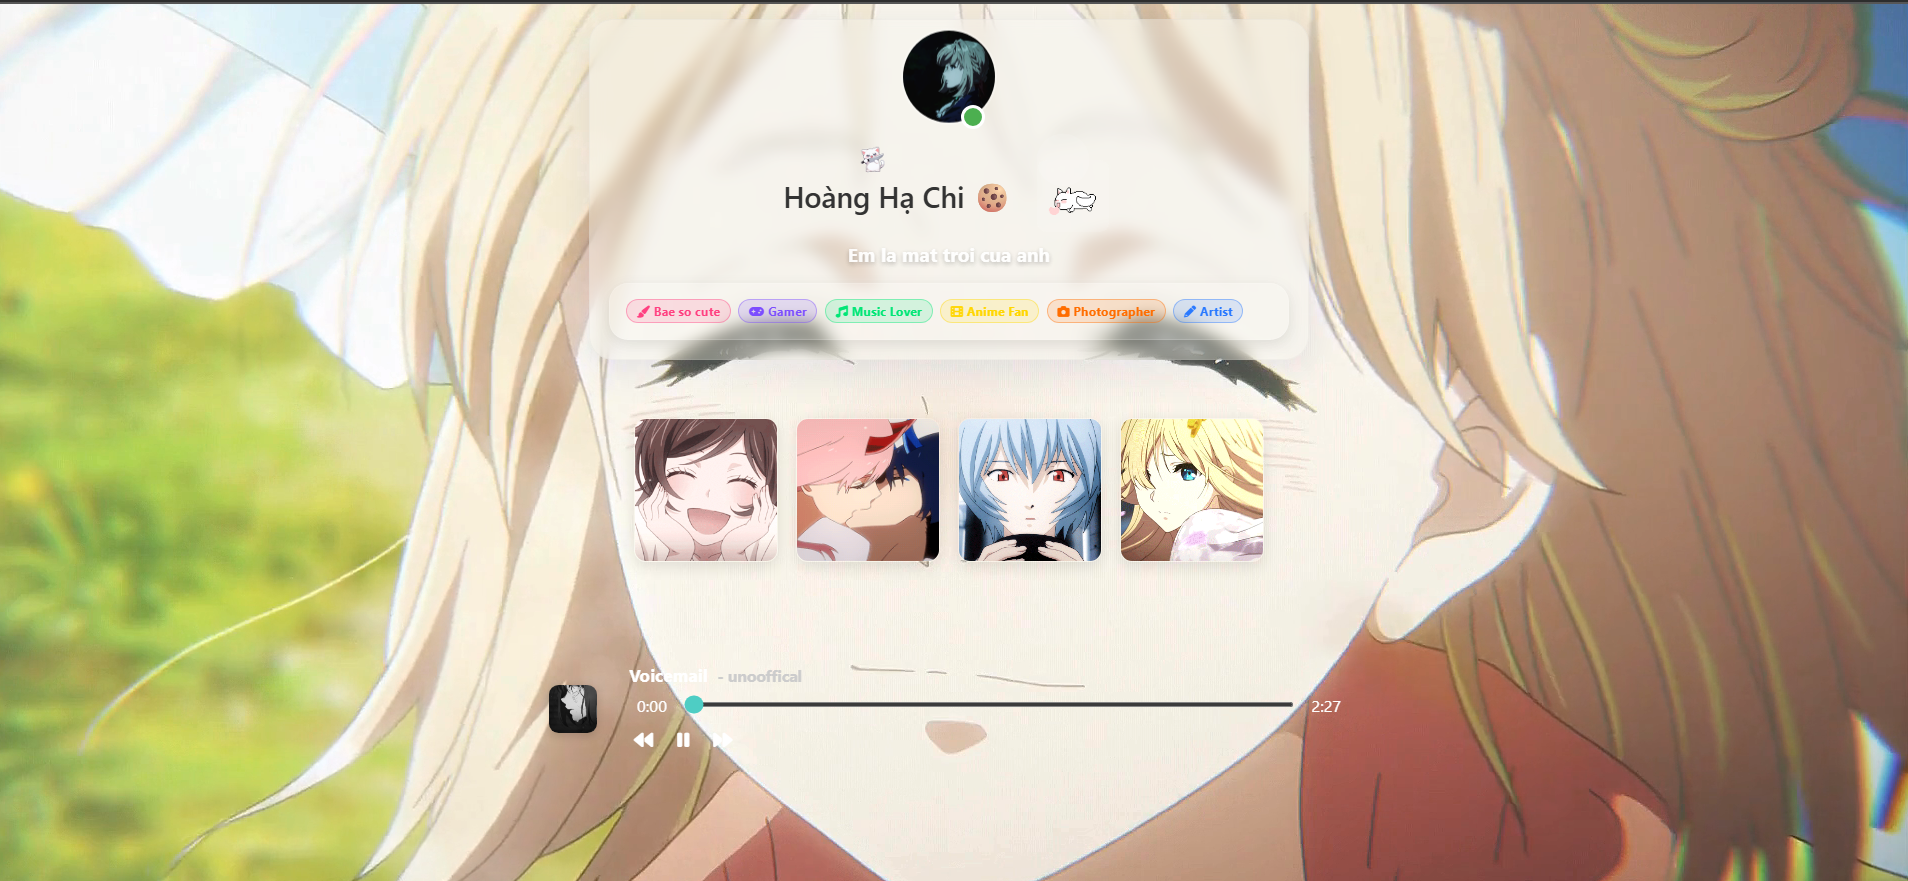 Hoàng Hạ Chi
Em la mat troi cua anh
Bae so cute Gamer Music Lover Anime Fan Photographer Artist
Voicemail - unooffical
0:00 2:27